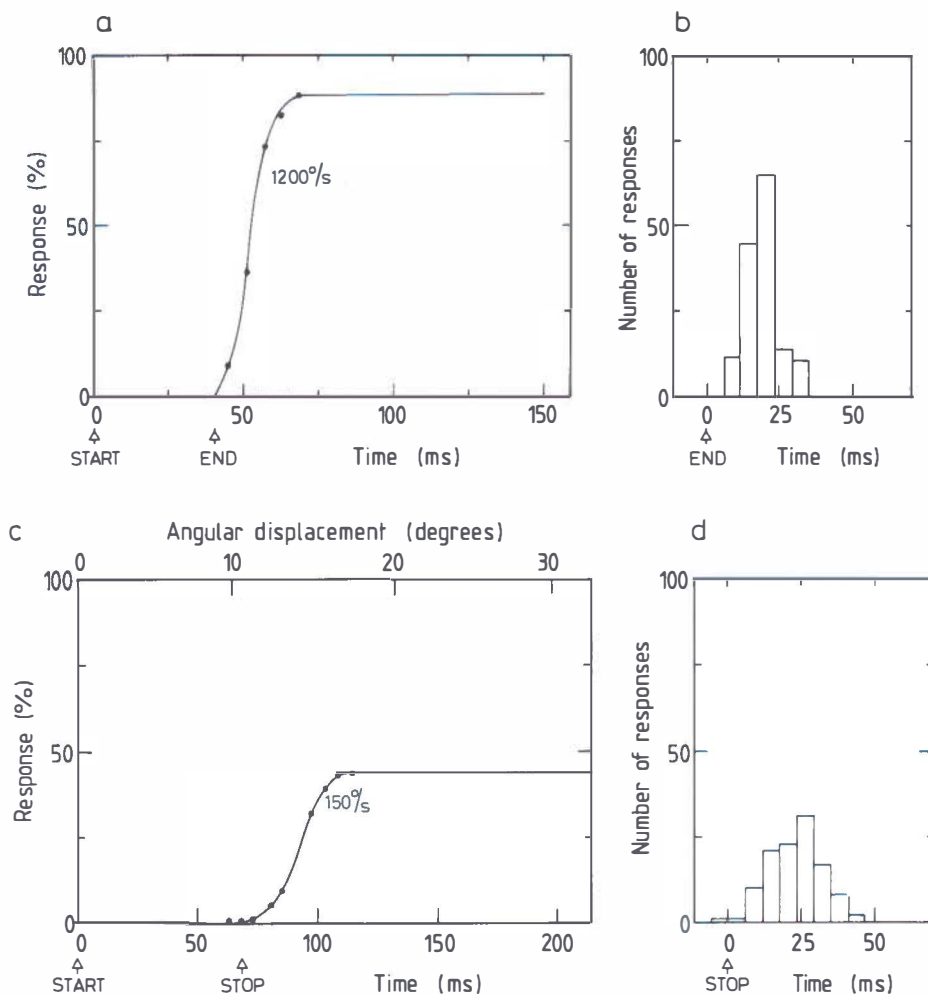 a
100
50
0
Response (%)
1200°/s
0 50 100 150
START END Time (ms)
b
100
50
0
Number of responses
0 25 50
END Time (ms)
c
Angular displacement (degrees)
0 10 20 30
100
50
0
Response (%)
150°/s
0 50 100 150 200
START STOP Time (ms)
d
100
50
0
Number of responses
0 25 50
STOP Time (ms)